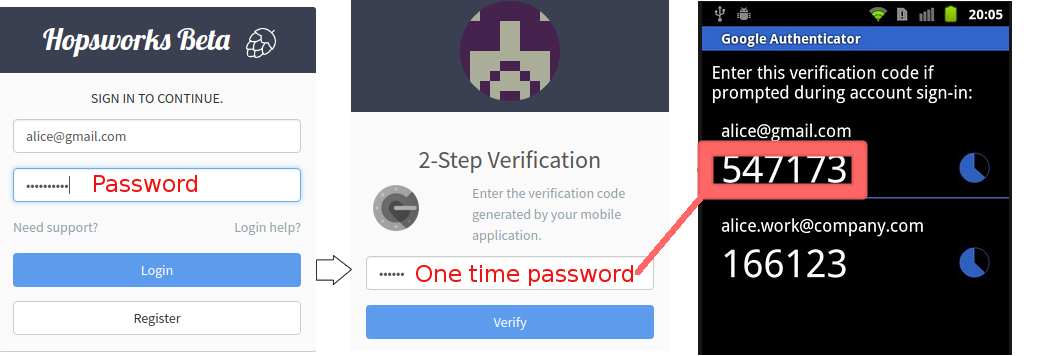 Hopsworks Beta
SIGN IN TO CONTINUE.
alice@gmail.com
Password
Need support?
Login help?
Login
Register
2-Step Verification
Enter the verification code
generated by your mobile
application.
One time password
Verify
20:05
Google Authenticator
Enter this verification code if
prompted during account sign-in:
alice@gmail.com
547173
alice.work@company.com
166123